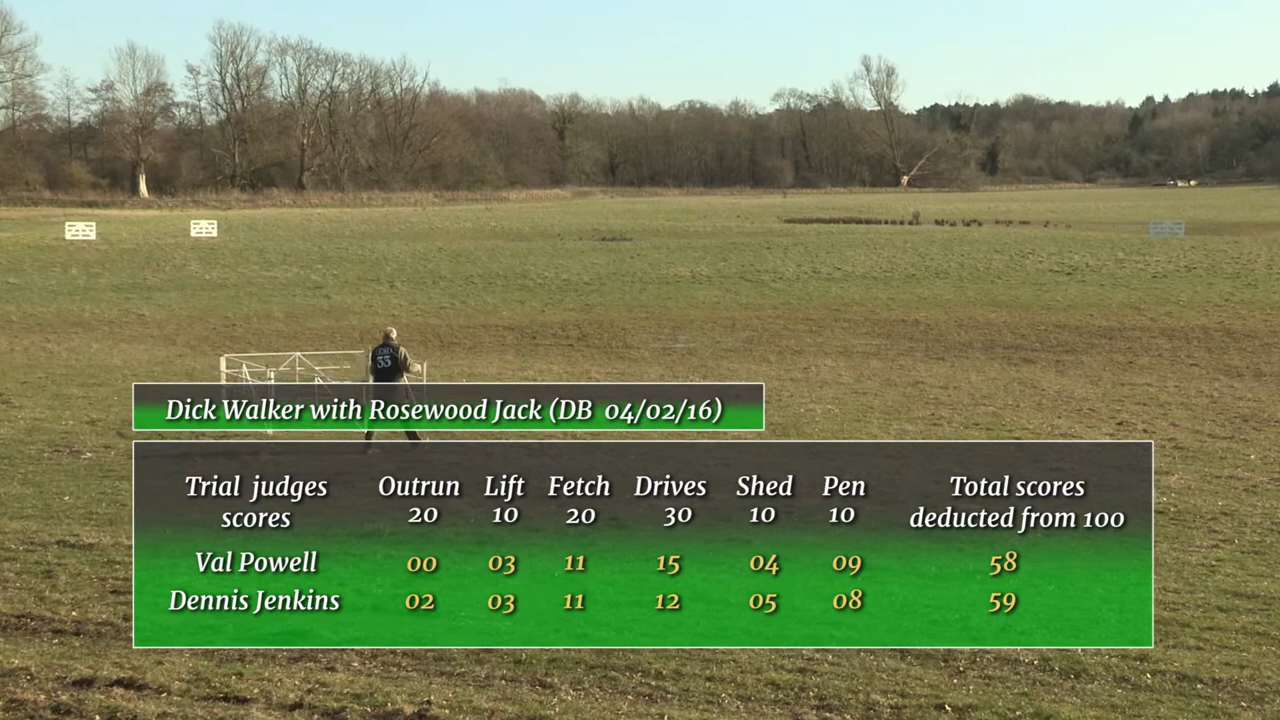 33
Dick Walker with Rosewood Jack (DB 04/02/16)
Trial judges scores Outrun 20 Lift 10 Fetch 20 Drives 30 Shed 10 Pen 10 Total scores deducted from 100
Val Powell 00 03 11 15 04 09 58
Dennis Jenkins 02 03 11 12 05 08 59